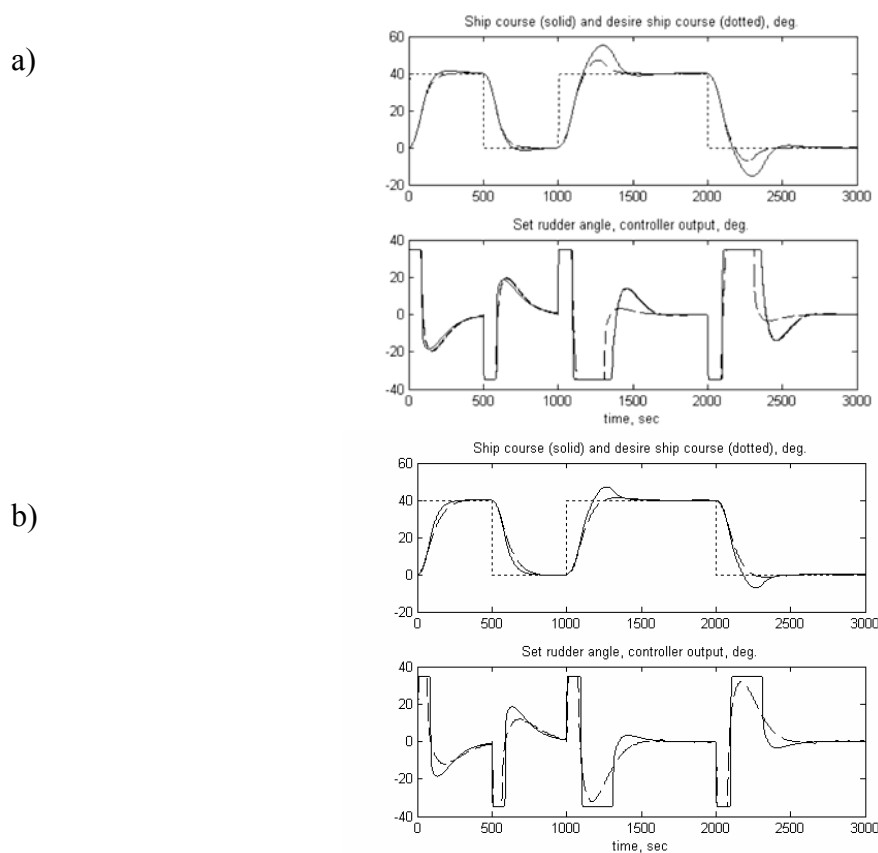 a)
Ship course (solid) and desire ship course (dotted), deg.
60
40
20
0
-20
0 500 1000 1500 2000 2500 3000
Set rudder angle, controller output, deg.
40
20
0
-20
-40
0 500 1000 1500 2000 2500 3000
time, sec
b)
Ship course (solid) and desire ship course (dotted), deg.
60
40
20
0
-20
0 500 1000 1500 2000 2500 3000
Set rudder angle, controller output, deg.
40
20
0
-20
-40
0 500 1000 1500 2000 2500 3000
time, sec